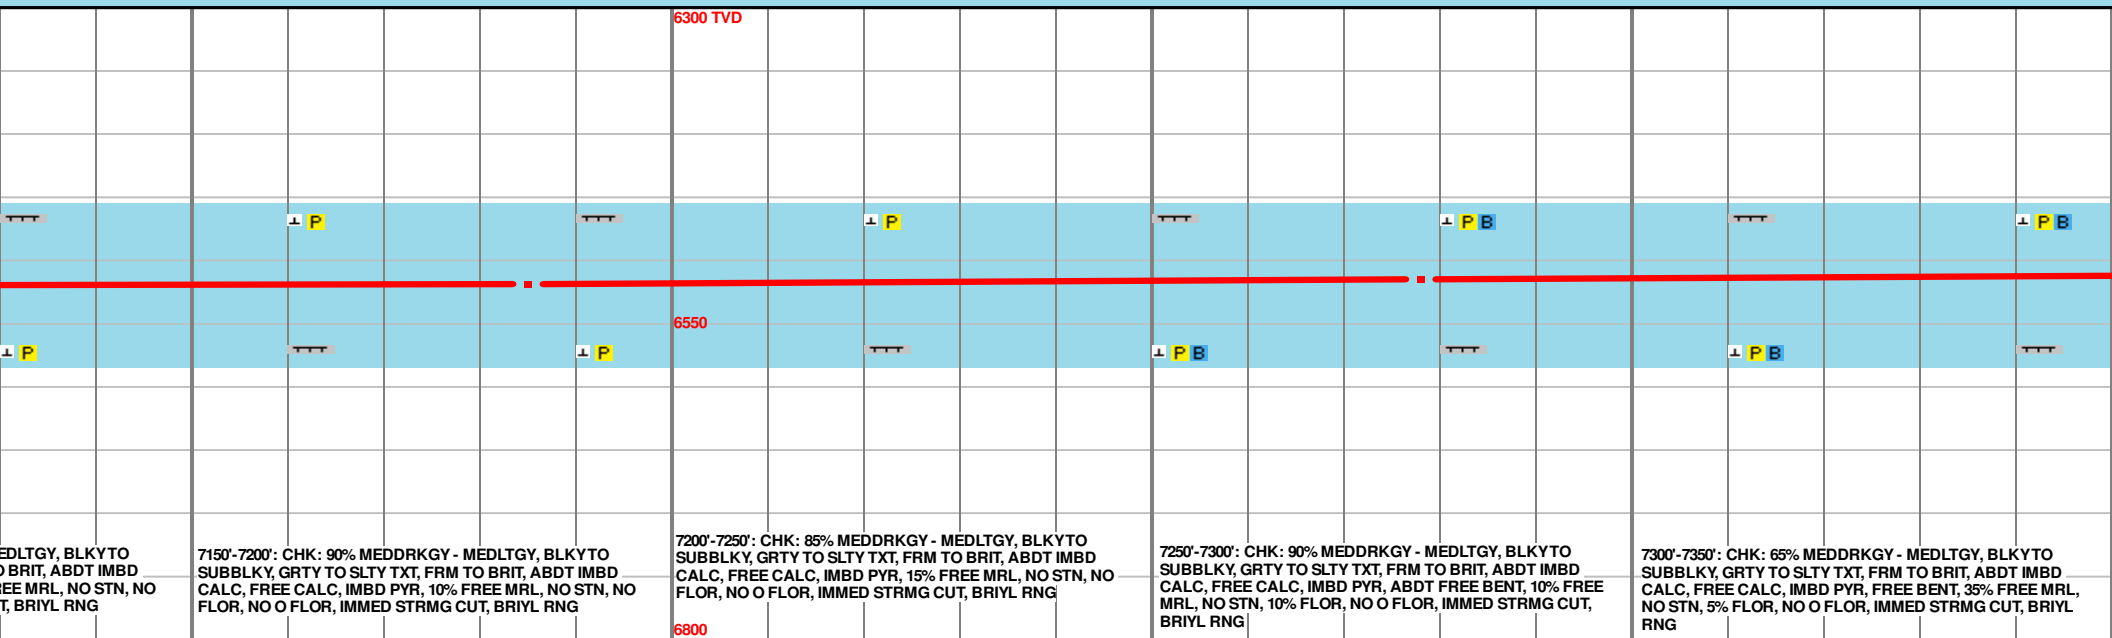 6300 TVD
P
P
P B
P B
6550
P
P
P B
P B
EDLTGY, BLKY TO
O BRIT, ABDT IMBD
EE MRL, NO STN, NO
T, BRIYL RNG
7150'-7200': CHK: 90% MEDDRKGY - MEDLTGY, BLKY TO
SUBBLKY, GRTY TO SLTY TXT, FRM TO BRIT, ABDT IMBD
CALC, FREE CALC, IMBD PYR, 10% FREE MRL, NO STN, NO
FLOR, NO O FLOR, IMMED STRMG CUT, BRIYL RNG
7200'-7250': CHK: 85% MEDDRKGY - MEDLTGY, BLKY TO
SUBBLKY, GRTY TO SLTY TXT, FRM TO BRIT, ABDT IMBD
CALC, FREE CALC, IMBD PYR, 15% FREE MRL, NO STN, NO
FLOR, NO O FLOR, IMMED STRMG CUT, BRIYL RNG
7250'-7300': CHK: 90% MEDDRKGY - MEDLTGY, BLKY TO
SUBBLKY, GRTY TO SLTY TXT, FRM TO BRIT, ABDT IMBD
CALC, FREE CALC, IMBD PYR, ABDT FREE BENT, 10% FREE
MRL, NO STN, 10% FLOR, NO O FLOR, IMMED STRMG CUT,
BRIYL RNG
7300'-7350': CHK: 65% MEDDRKGY - MEDLTGY, BLKY TO
SUBBLKY, GRTY TO SLTY TXT, FRM TO BRIT, ABDT IMBD
CALC, FREE CALC, IMBD PYR, FREE BENT, 35% FREE MRL,
NO STN, 5% FLOR, NO O FLOR, IMMED STRMG CUT, BRIYL
RNG
6800